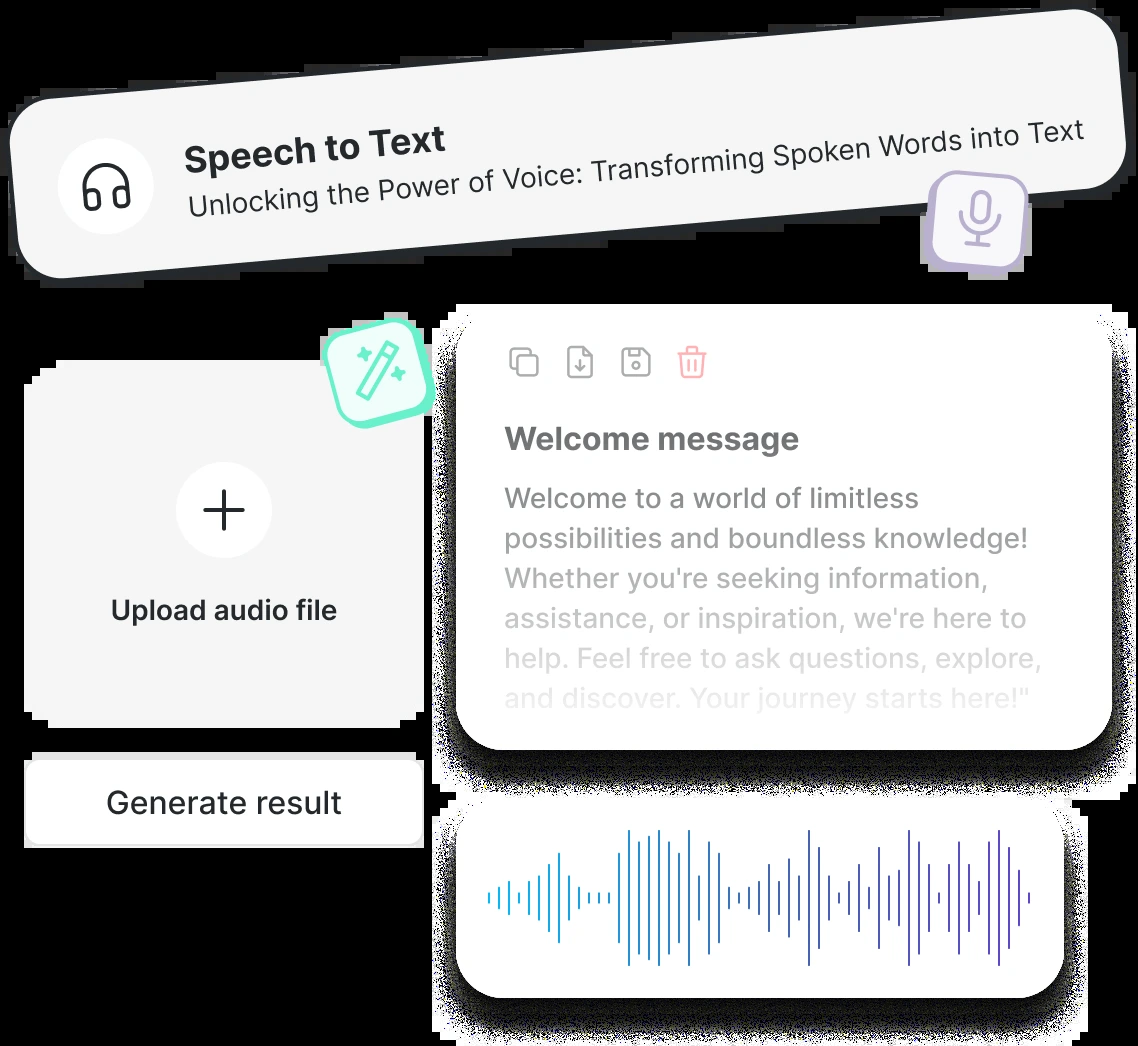 Speech to Text
Unlocking the Power of Voice: Transforming Spoken Words into Text
Upload audio file
Generate result
Welcome message
Welcome to a world of limitless
possibilities and boundless knowledge!
Whether you're seeking information,
assistance, or inspiration, we're here to
help. Feel free to ask questions, explore,
and discover. Your journey starts here!"